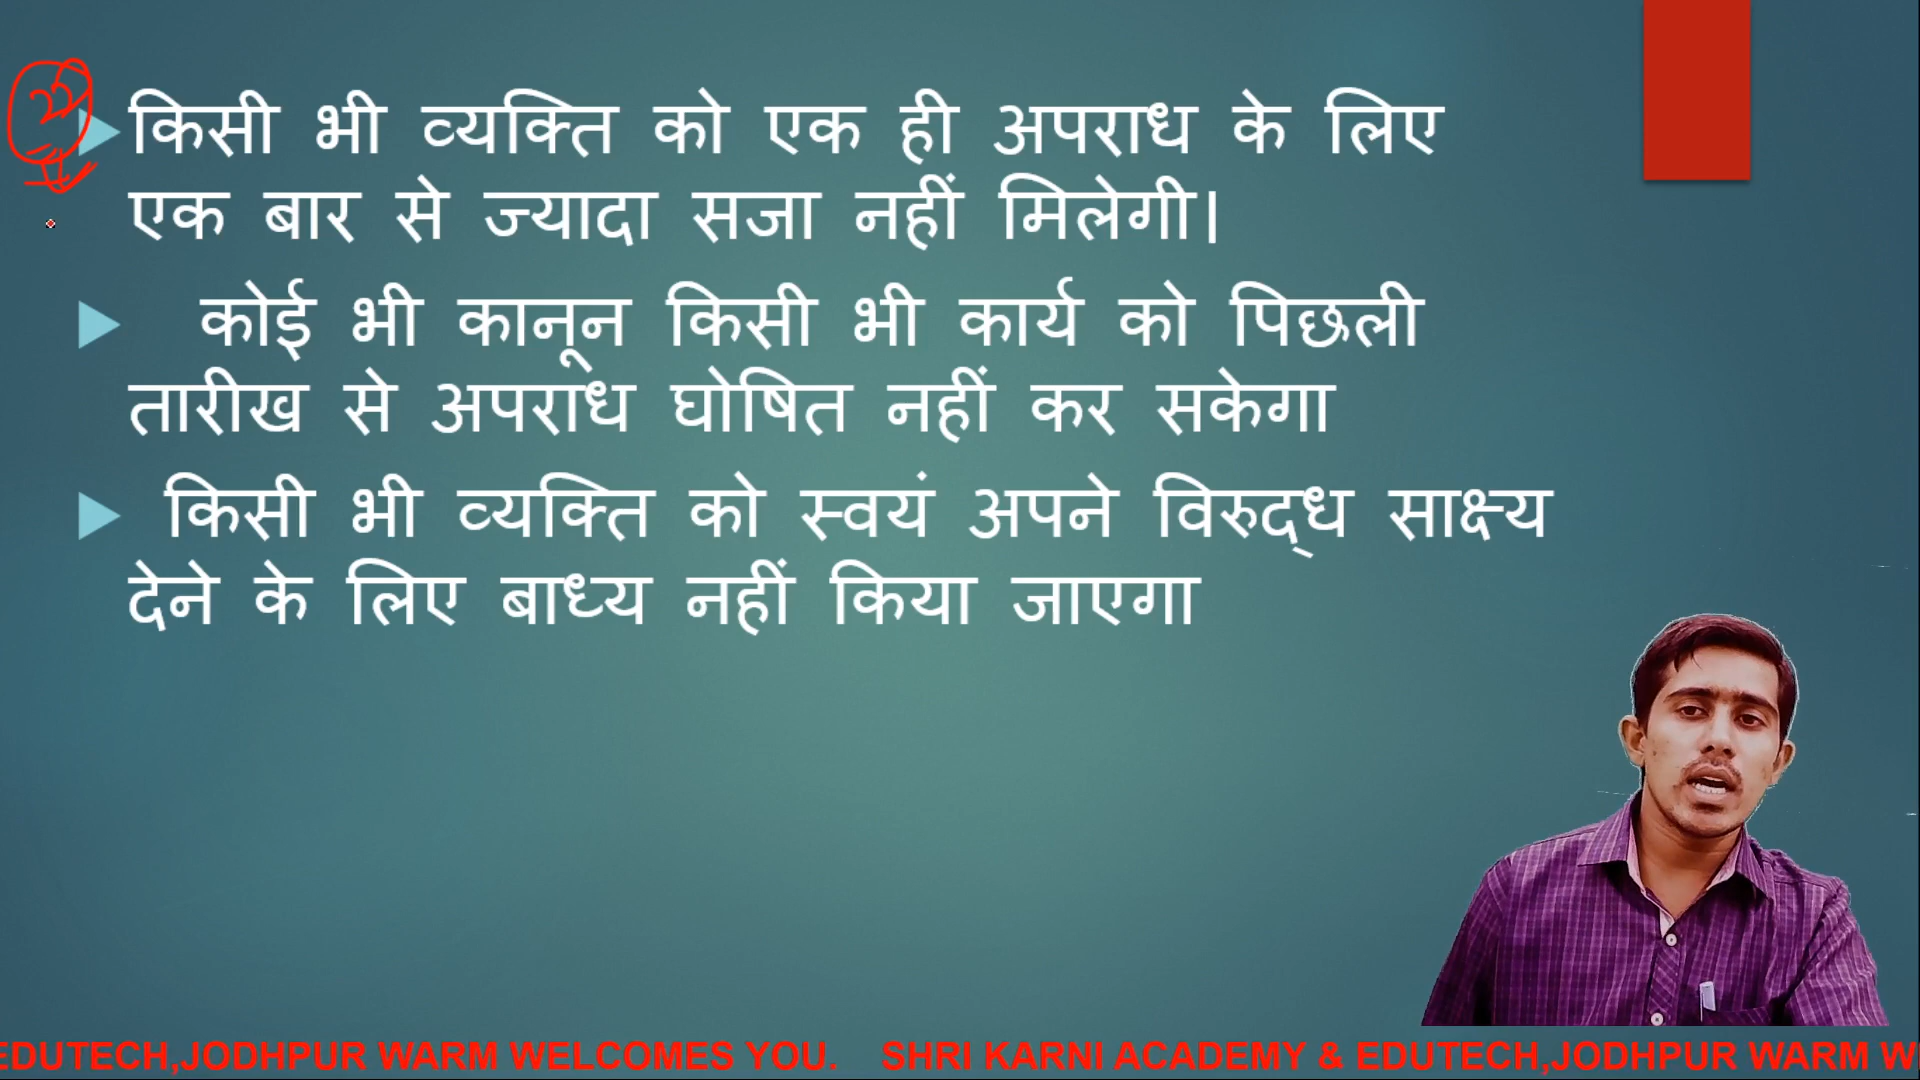 किसी भी व्यक्ति को एक ही अपराध के लिए
एक बार से ज्यादा सजा नहीं मिलेगी।
कोई भी कानून किसी भी कार्य को पिछली
तारीख से अपराध घोषित नहीं कर सकेगा
किसी भी व्यक्ति को स्वयं अपने विरुद्ध साक्ष्य
देने के लिए बाध्य नहीं किया जाएगा
EDUTECH,JODHPUR WARM WELCOMES YOU. SHRI KARNI ACADEMY & EDUTECH,JODHPUR WARM